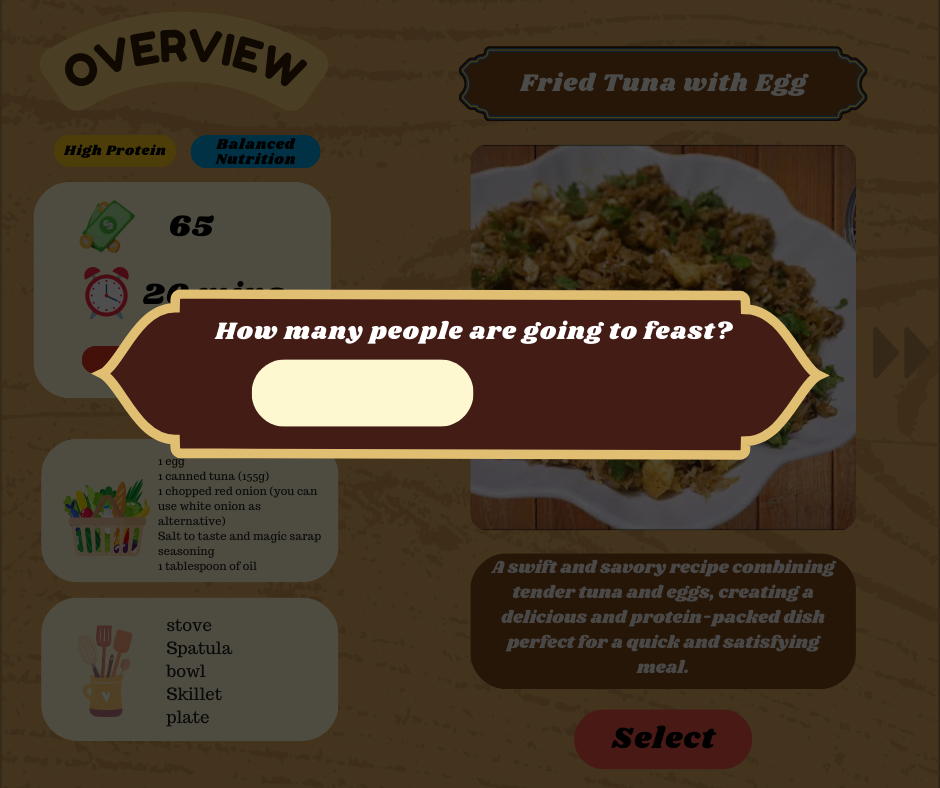 OVERVIEW
High Protein
Balanced
Nutrition
65
20 mins
1 egg
1 canned tuna (155g)
1 chopped red onion (you can
use white onion as
alternative)
Salt to taste and magic sarap
seasoning
1 tablespoon of oil
stove
Spatula
bowl
Skillet
plate
Fried Tuna with Egg
How many people are going to feast?
A swift and savory recipe combining
tender tuna and eggs, creating a
delicious and protein-packed dish
perfect for a quick and satisfying
meal.
Select